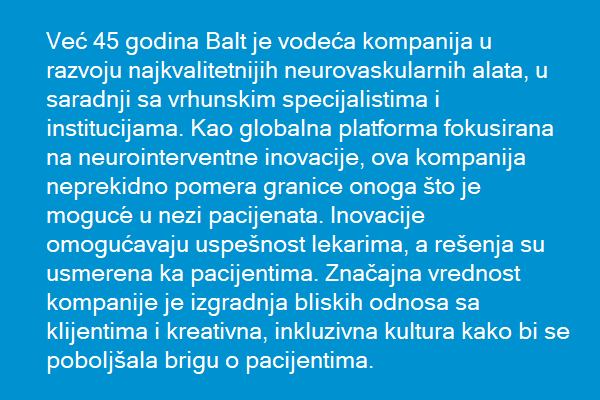 Već 45 godina Balt je vodeća kompanija u
razvoju najkvalitetnijih neurovaskularnih alata, u
saradnji sa vrhunskim specijalistima i
institucijama. Kao globalna platforma fokusirana
na neurointerventne inovacije, ova kompanija
neprekidno pomera granice onoga što je
moguće u nezi pacijenata. Inovacije
omogućavaju uspešnost lekarima, a rešenja su
usmerena ka pacijentima. Značajna vrednost
kompanije je izgradnja bliskih odnosa sa
klijentima i kreativna, inkluzivna kultura kako bi se
poboljšala brigu o pacijentima.